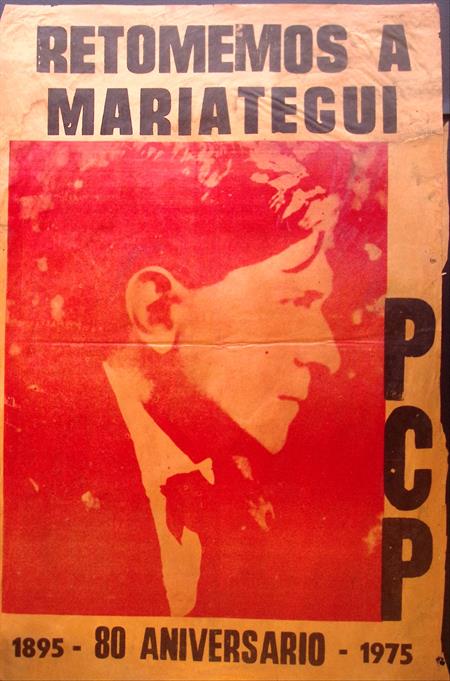 RETOMEMOS A
MARIATEGUI
PCP
1895 - 80 ANIVERSARIO - 1975